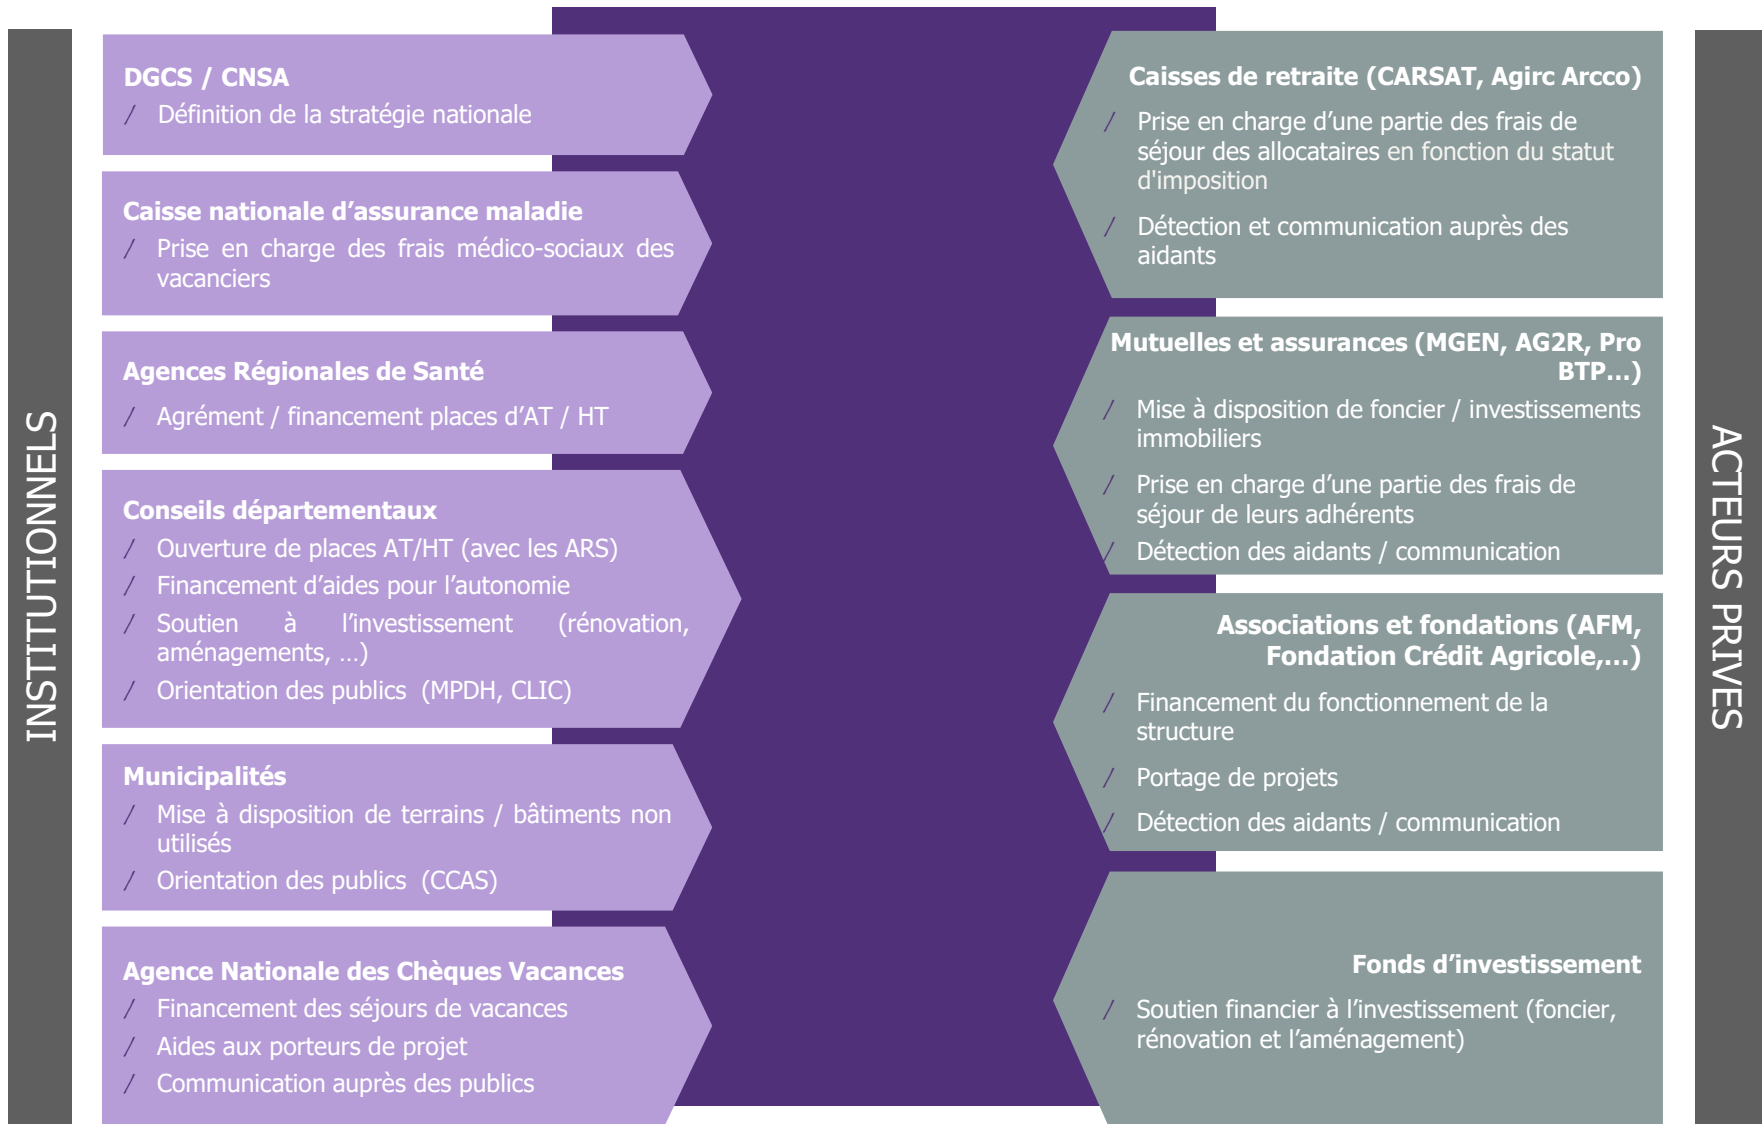 INSTITUTIONNELS
DGCS / CNSA
/ Définition de la stratégie nationale
Caisse nationale d’assurance maladie
/ Prise en charge des frais médico-sociaux des
vacanciers
Agences Régionales de Santé
/ Agrément / financement places d’AT / HT
Conseils départementaux
/ Ouverture de places AT/HT (avec les ARS)
/ Financement d’aides pour l’autonomie
/ Soutien à l’investissement (rénovation,
aménagements, …)
/ Orientation des publics (MPDH, CLIC)
Municipalités
/ Mise à disposition de terrains / bâtiments non
utilisés
/ Orientation des publics (CCAS)
Agence Nationale des Chèques Vacances
/ Financement des séjours de vacances
/ Aides aux porteurs de projet
/ Communication auprès des publics
Caisses de retraite (CARSAT, Agirc Arcco)
/ Prise en charge d’une partie des frais de
séjour des allocataires en fonction du statut
d'imposition
/ Détection et communication auprès des
aidants
Mutuelles et assurances (MGEN, AG2R, Pro
BTP…)
/ Mise à disposition de foncier / investissements
immobiliers
/ Prise en charge d’une partie des frais de
séjour de leurs adhérents
/ Détection des aidants / communication
Associations et fondations (AFM,
Fondation Crédit Agricole,…)
/ Financement du fonctionnement de la
structure
/ Portage de projets
/ Détection des aidants / communication
Fonds d’investissement
/ Soutien financier à l’investissement (foncier,
rénovation et l’aménagement)
ACTEURS PRIVES